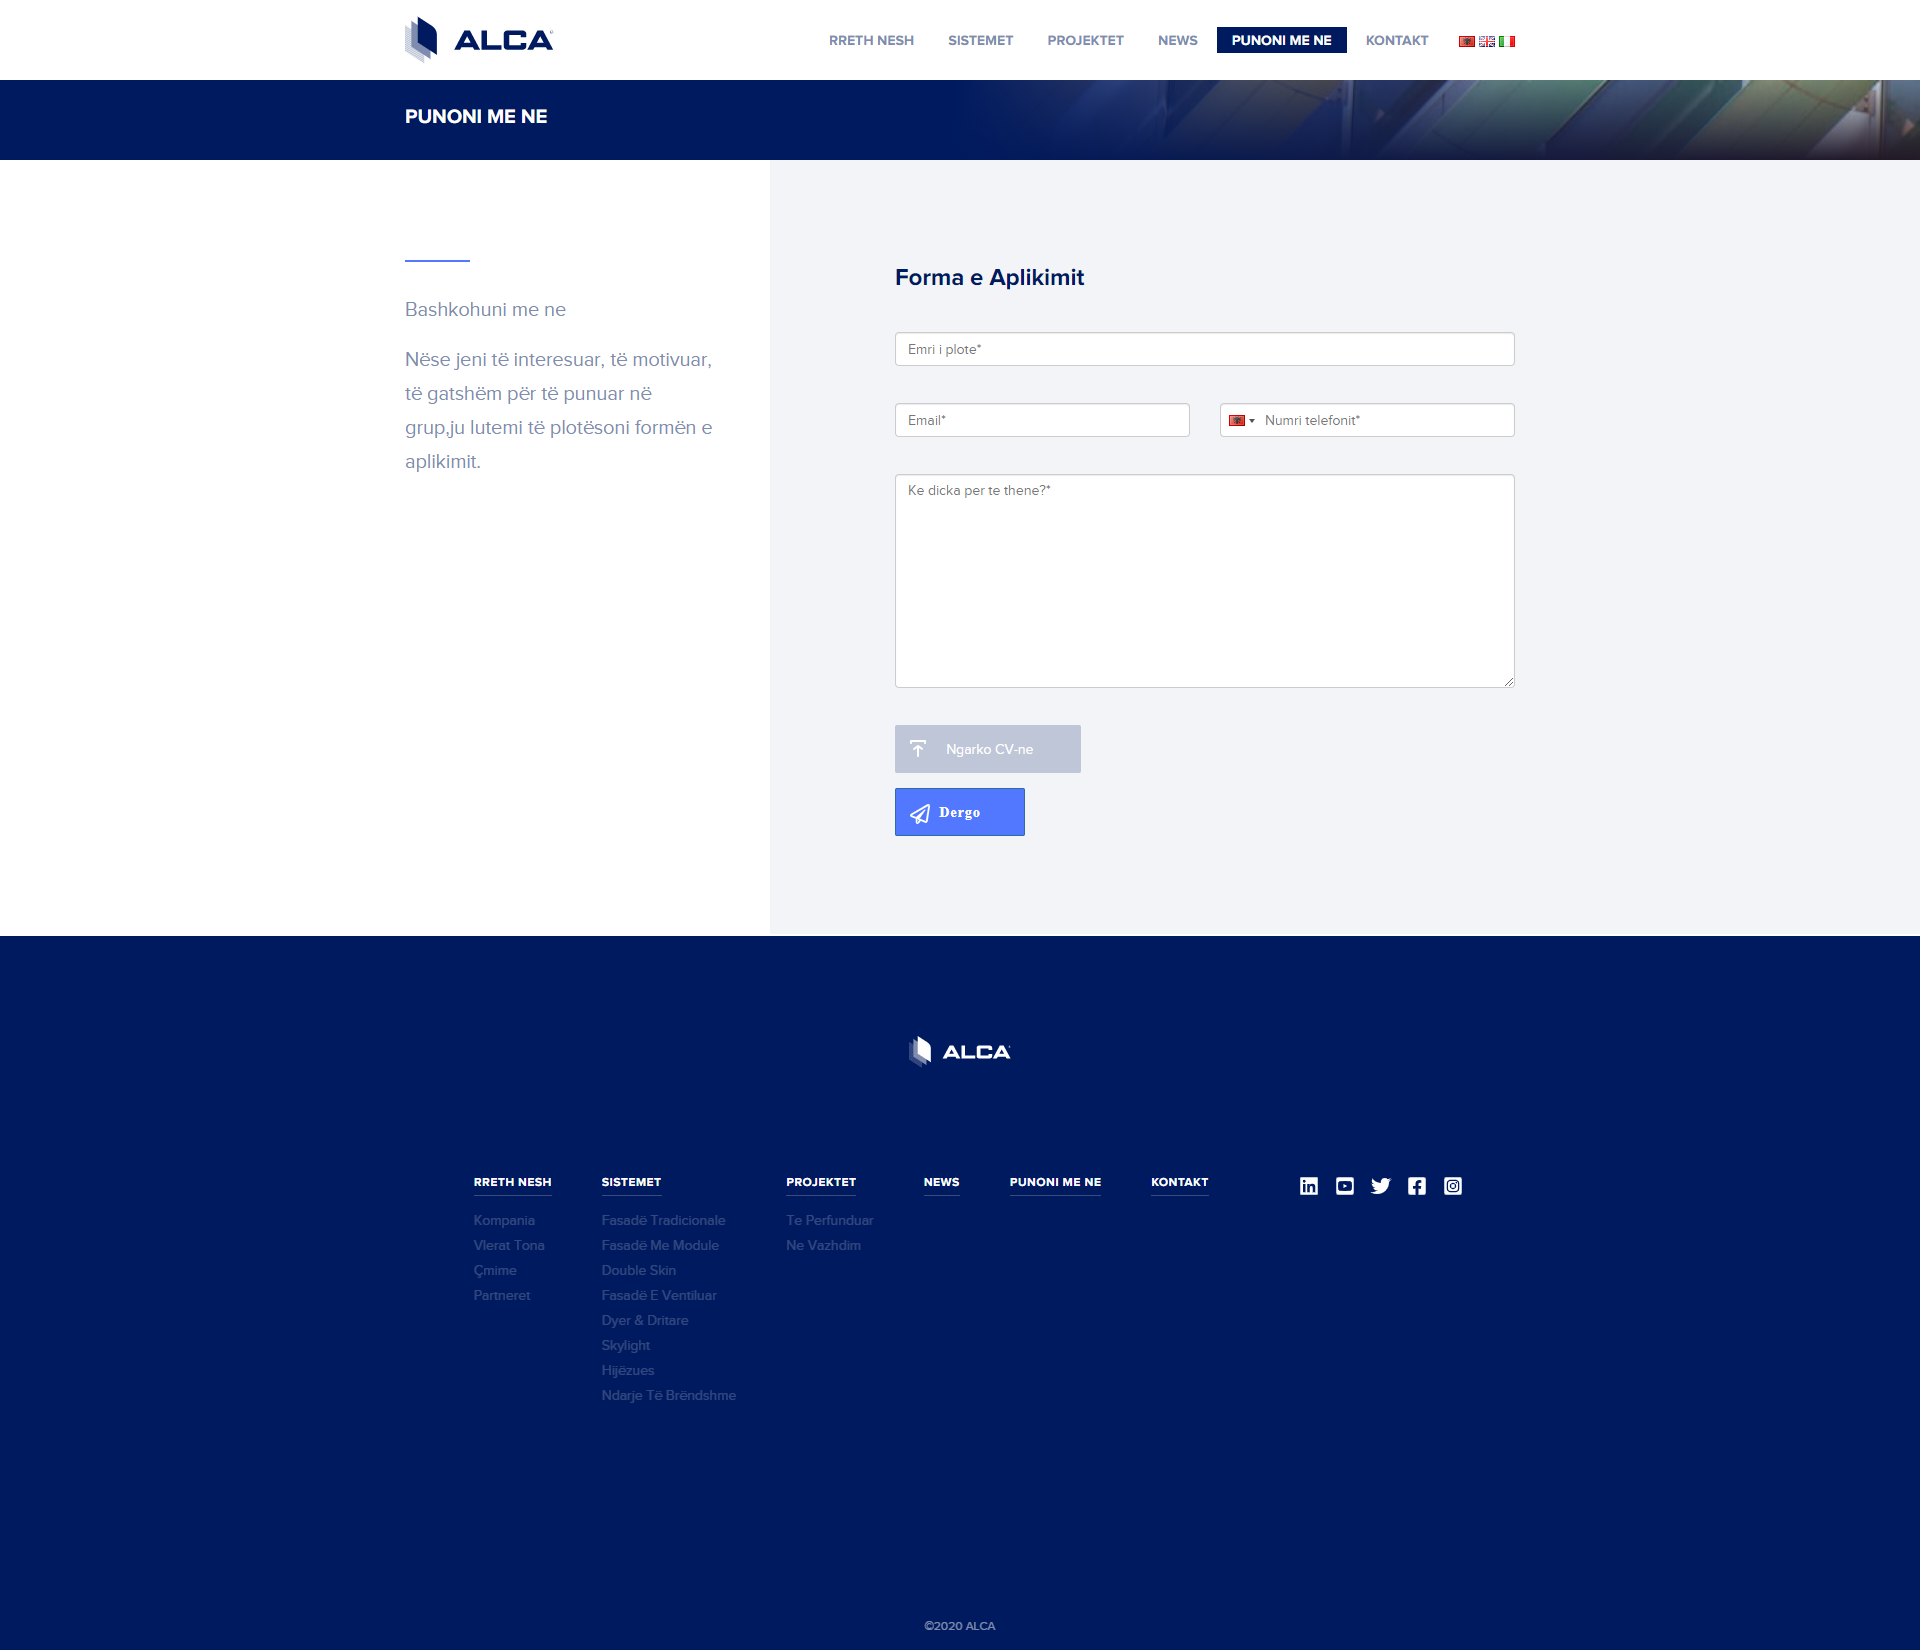 ALCA
RRETH NESH
SISTEMET
PROJEKTET
NEWS
PUNONI ME NE
KONTAKT
PUNONI ME NE
Bashkohuni me ne
Nëse jeni të interesuar, të motivuar,
të gatshëm për të punuar në
grup,ju lutemi të plotësoni formën e
aplikimit.
Forma e Aplikimit
Emri i plote*
Email*
Numri telefonit*
Ke dicka per te thene?*
Ngarko CV-ne
Dergo
ALCA
RRETH NESH
Kompania
Vlerat Tona
Çmime
Partneret
SISTEMET
Fasadë Tradicionale
Fasadë Me Module
Double Skin
Fasadë E Ventiluar
Dyer & Dritare
Skylight
Hijëzues
Ndarje Të Brëndshme
PROJEKTET
Te Perfunduar
Ne Vazhdim
NEWS
PUNONI ME NE
KONTAKT
©2020 ALCA